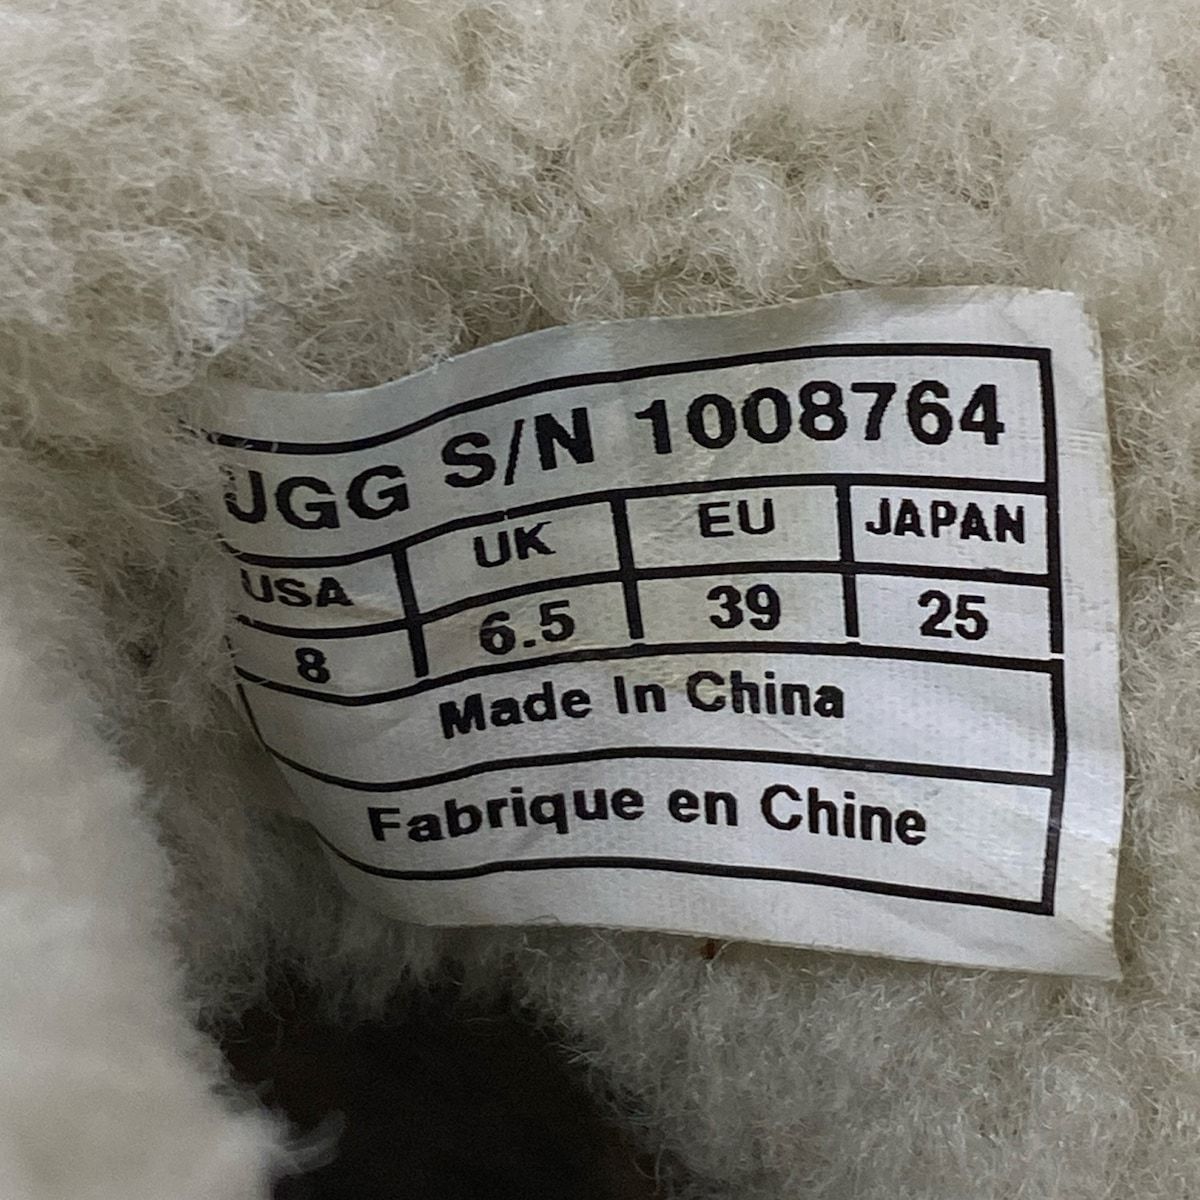 UGG S/N 1008764
USA UK EU JAPAN
8 6.5 39 25
Made In China
Fabrique en Chine